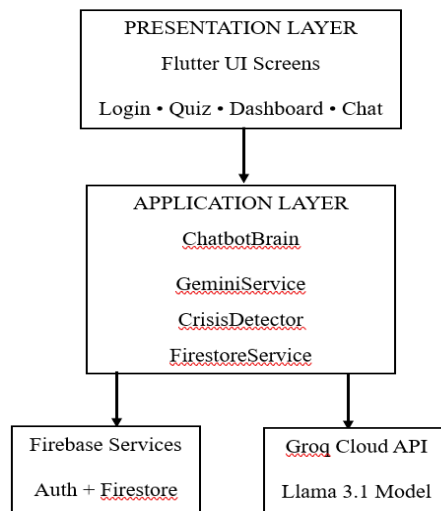 PRESENTATION LAYER
Flutter UI Screens
Login • Quiz • Dashboard • Chat
APPLICATION LAYER
ChatbotBrain
GeminiService
CrisisDetector
FirestoreService
Firebase Services
Auth + Firestore
Groq Cloud API
Llama 3.1 Model